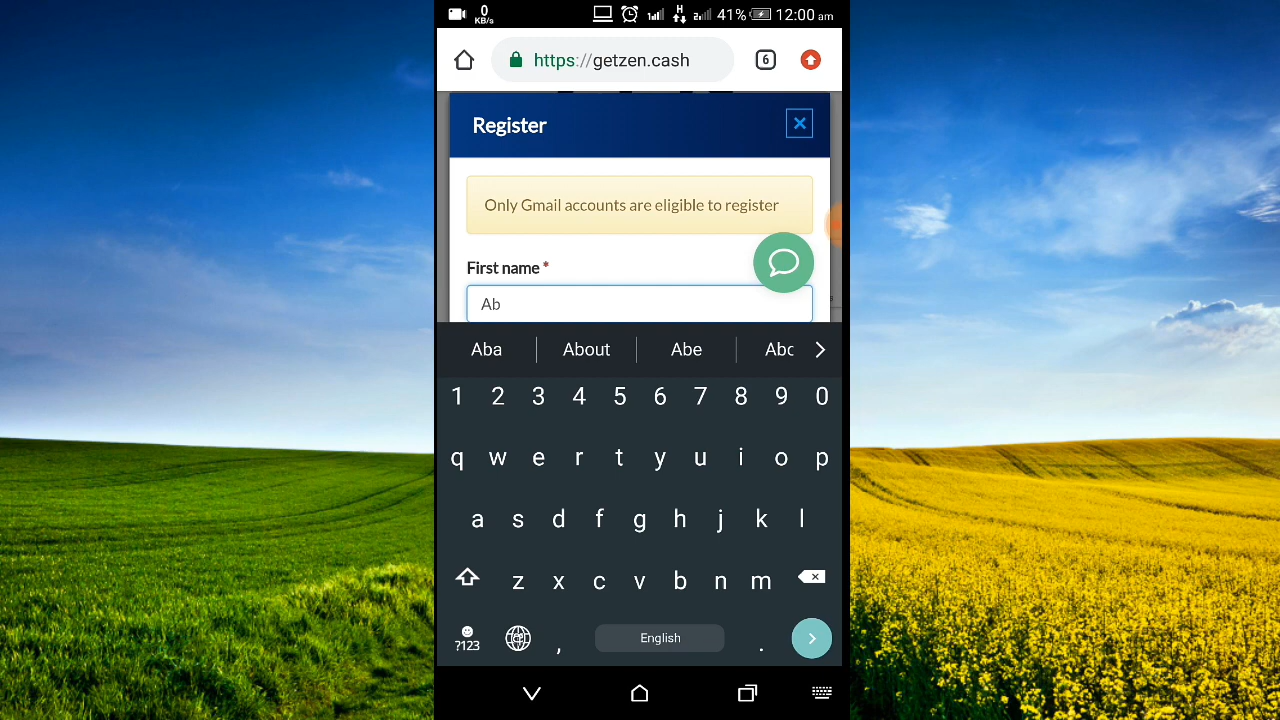 0
KB/s
H
2
41%
12:00 am
https://getzen.cash
6
Register
Only Gmail accounts are eligible to register
First name *
Ab
Aba
About
Abe
Abc
1 2 3 4 5 6 7 8 9 0
q w e r t y u i o p
a s d f g h j k l
z x c v b n m
?123
,
English
.